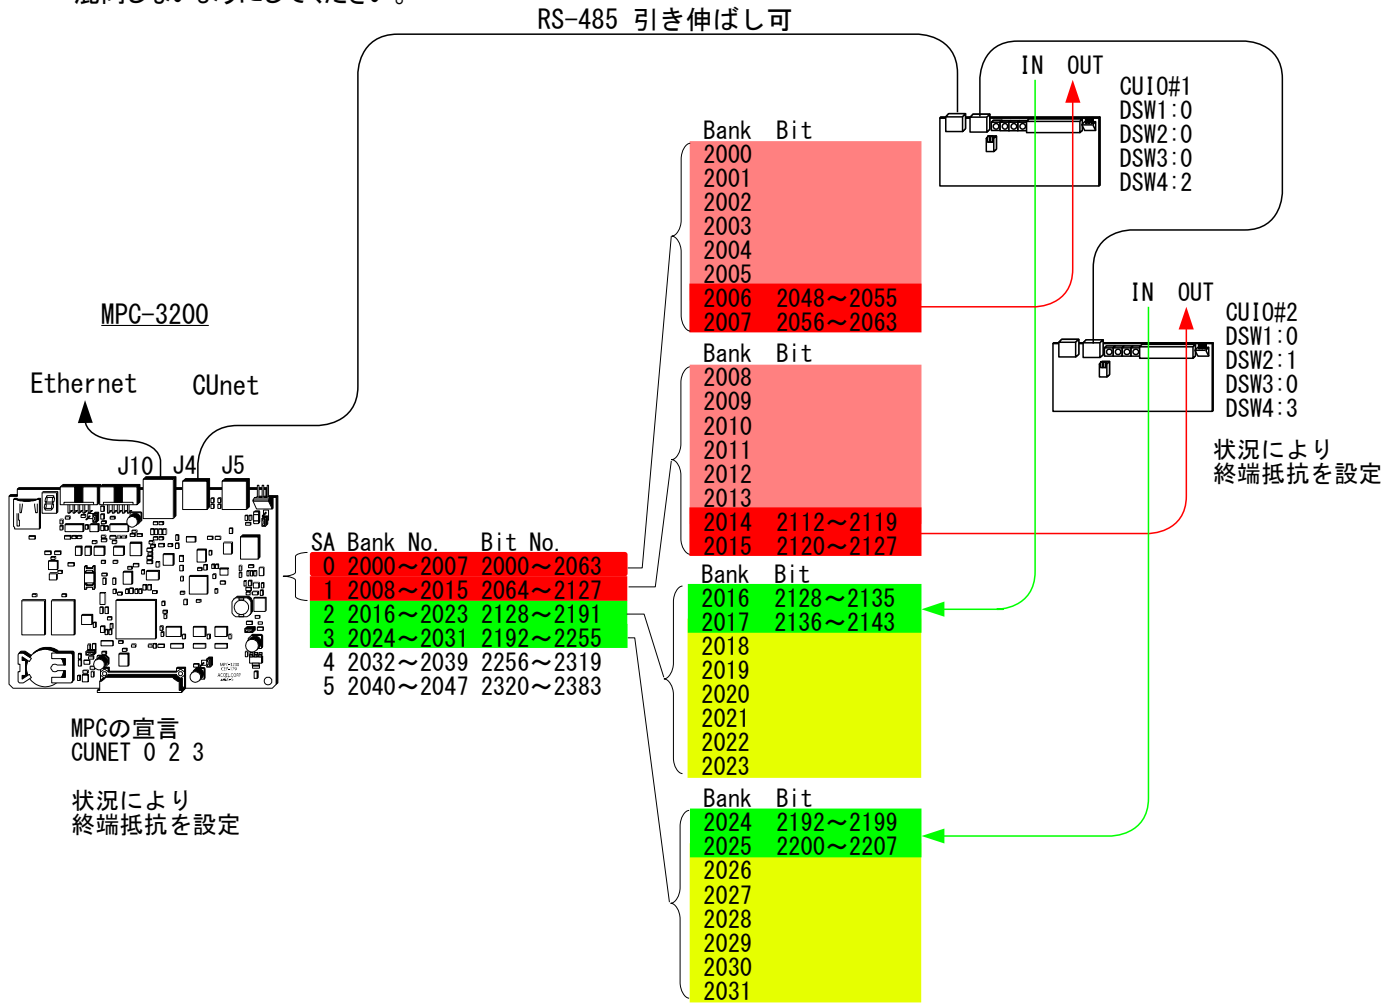 RS-485 引き伸ばし可
IN OUT
CUIO#1
DSW1:0
DSW2:0
DSW3:0
DSW4:2
Bank Bit
2000
2001
2002
2003
2004
2005
2006 2048～2055
2007 2056～2063
IN OUT
CUIO#2
DSW1:0
DSW2:1
DSW3:0
DSW4:3
状況により
終端抵抗を設定
MPC-3200
Ethernet CUnet
J10 J4 J5
Bank Bit
2008
2009
2010
2011
2012
2013
2014 2112～2119
2015 2120～2127
SA Bank No. Bit No.
0 2000～2007 2000～2063
1 2008～2015 2064～2127
2 2016～2023 2128～2191
3 2024～2031 2192～2255
4 2032～2039 2256～2319
5 2040～2047 2320～2383
Bank Bit
2016 2128～2135
2017 2136～2143
2018
2019
2020
2021
2022
2023
MPCの宣言
CUNET 0 2 3
状況により
終端抵抗を設定
Bank Bit
2024 2192～2199
2025 2200～2207
2026
2027
2028
2029
2030
2031